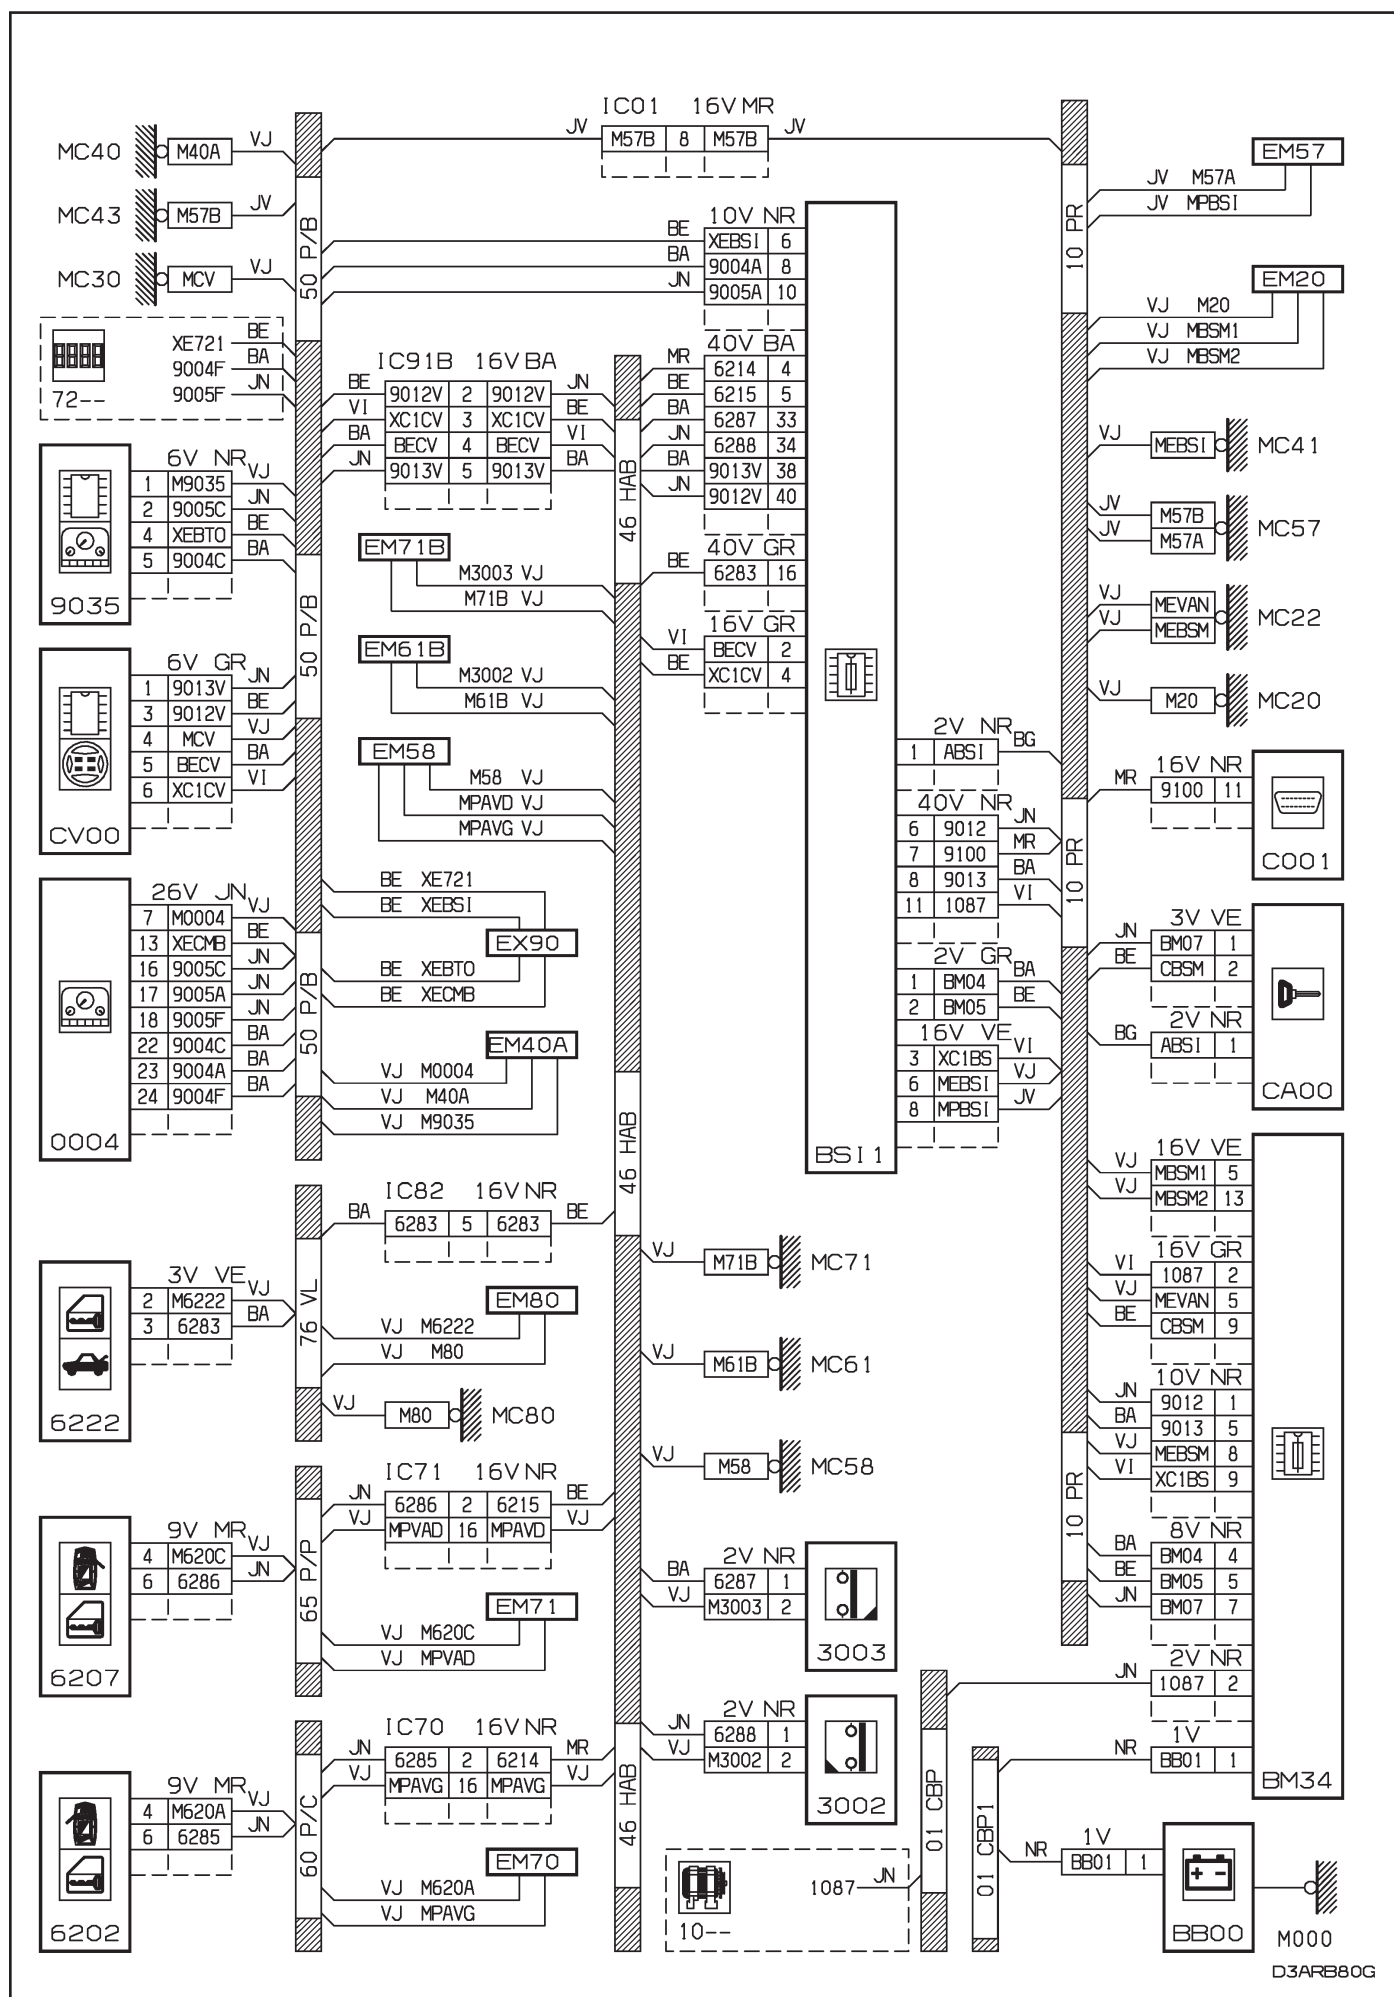 IC01 16V MR
JV M57B 8 M57B JV
MC40 M40A VJ
MC43 M57B JV
MC30 MCV VJ
50 P/B
XE721 BE
9004F BA
9005F JN
72--
6V NR
1 M9035 VJ
2 9005C JN
4 XEBTO BE
5 9004C BA
9035
50 P/B
6V GR
1 9013V JN
3 9012V BE
4 MCV VJ
5 BECV BA
6 XC1CV VI
CV00
26V JN
7 M0004 VJ
13 XECMB BE
16 9005C JN
17 9005A JN
18 9005F JN
22 9004C BA
23 9004A BA
24 9004F BA
0004
50 P/B
3V VE
2 M6222 VJ
3 6283 BA
6222
76 VL
9V MR
4 M620C VJ
6 6286 JN
6207
65 P/P
9V MR
4 M620A VJ
6 6285 JN
6202
60 P/C
IC91B 16V BA
BE 9012V 2 9012V JN
VI XC1CV 3 XC1CV BE
BA BECV 4 BECV VI
JN 9013V 5 9013V BA
EM71B
M3003 VJ
M71B VJ
EM61B
M3002 VJ
M61B VJ
EM58
M58 VJ
MPAVD VJ
MPAVG VJ
BE XE721
BE XEBSI
EX90
BE XEBTO
BE XECMB
EM40A
VJ M0004
VJ M40A
VJ M9035
IC82 16V NR
BA 6283 5 6283 BE
EM80
VJ M6222
VJ M80
VJ M80 MC80
IC71 16V NR
JN 6286 2 6215 BE
VJ MPVAD 16 MPAVD VJ
EM71
VJ M620C
VJ MPVAD
IC70 16V NR
JN 6285 2 6214 MR
VJ MPAVG 16 MPAVG VJ
EM70
VJ M620A
VJ MPAVG
46 HAB
46 HAB
46 HAB
10V NR
BE XEBSI 6
BA 9004A 8
JN 9005A 10
40V BA
MR 6214 4
BE 6215 5
BA 6287 33
JN 6288 34
BA 9013V 38
JN 9012V 40
40V GR
BE 6283 16
16V GR
VI BECV 2
BE XC1CV 4
2V NR
1 ABSI BG
40V NR
6 9012 JN
7 9100 MR
8 9013 BA
11 1087 VI
2V GR
1 BM04 BA
2 BM05 BE
16V VE
3 XC1BS VI
6 MEBSI VJ
8 MPBSI JV
BSI1
VJ M71B MC71
VJ M61B MC61
VJ M58 MC58
2V NR
BA 6287 1
VJ M3003 2
3003
2V NR
JN 6288 1
VJ M3002 2
3002
1087 JN
10--
01 CBP
01 CBP1
10 PR
10 PR
10 PR
EM57
JV M57A
JV MPBSI
EM20
VJ M20
VJ MBSM1
VJ MBSM2
VJ MEBSI MC41
JV M57B
JV M57A
MC57
VJ MEVAN
VJ MEBSM
MC22
VJ M20 MC20
16V NR
MR 9100 11
C001
3V VE
JN BM07 1
BE CBSM 2
2V NR
BG ABSI 1
CA00
16V VE
VJ MBSM1 5
VJ MBSM2 13
16V GR
VI 1087 2
VJ MEVAN 5
BE CBSM 9
10V NR
JN 9012 1
BA 9013 5
VJ MEBSM 8
VI XC1BS 9
8V NR
BA BM04 4
BE BM05 5
JN BM07 7
2V NR
JN 1087 2
1V
NR BB01 1
BM34
1V
NR BB01 1
BB00
M000
D3ARB80G